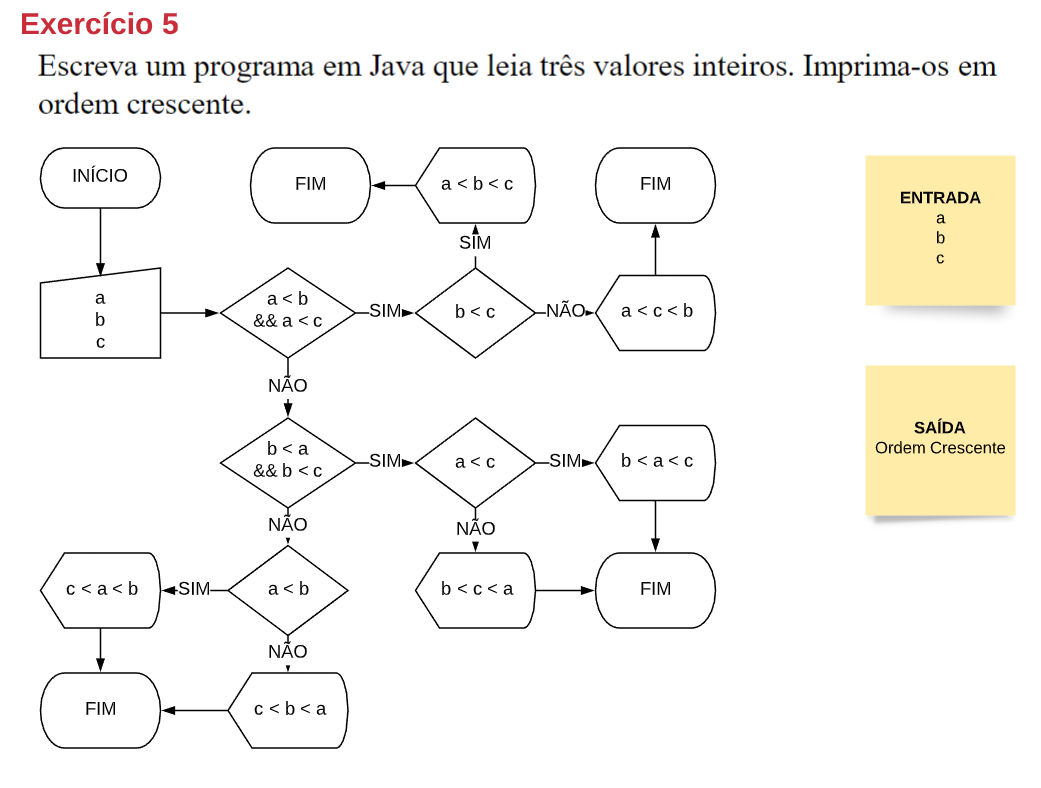 Exercício 5
Escreva um programa em Java que leia três valores inteiros. Imprima-os em
ordem crescente.
INÍCIO
FIM
a < b < c
FIM
ENTRADA
a
b
c
SIM
a
b
c
a < b
&& a < c
SIM
b < c
NÃO
a < c < b
NÃO
SAÍDA
Ordem Crescente
b < a
&& b < c
SIM
a < c
SIM
b < a < c
NÃO
NÃO
c < a < b
SIM
a < b
b < c < a
FIM
NÃO
FIM
c < b < a